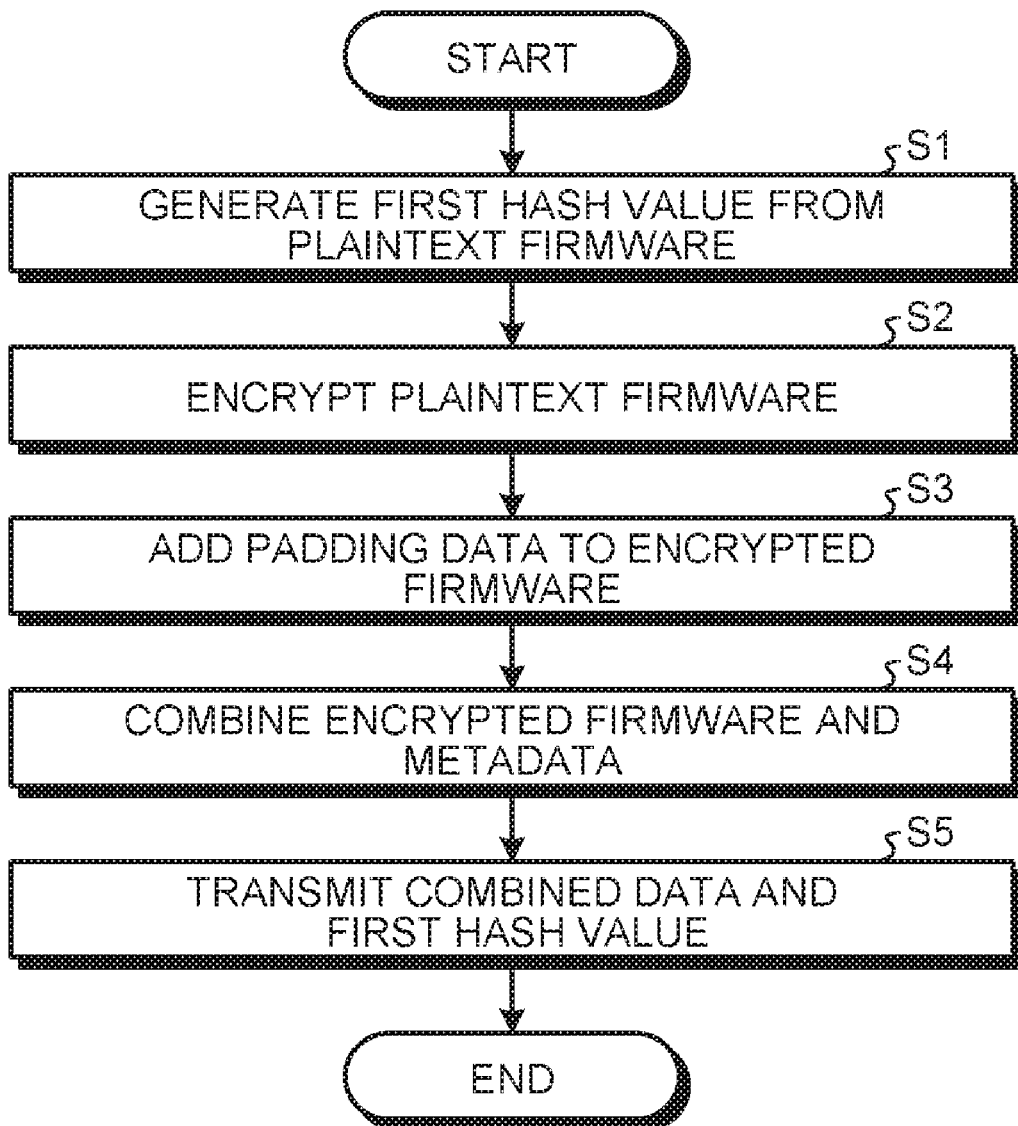 START
S1
GENERATE FIRST HASH VALUE FROM
PLAINTEXT FIRMWARE
S2
ENCRYPT PLAINTEXT FIRMWARE
S3
ADD PADDING DATA TO ENCRYPTED
FIRMWARE
S4
COMBINE ENCRYPTED FIRMWARE AND
METADATA
S5
TRANSMIT COMBINED DATA AND
FIRST HASH VALUE
END